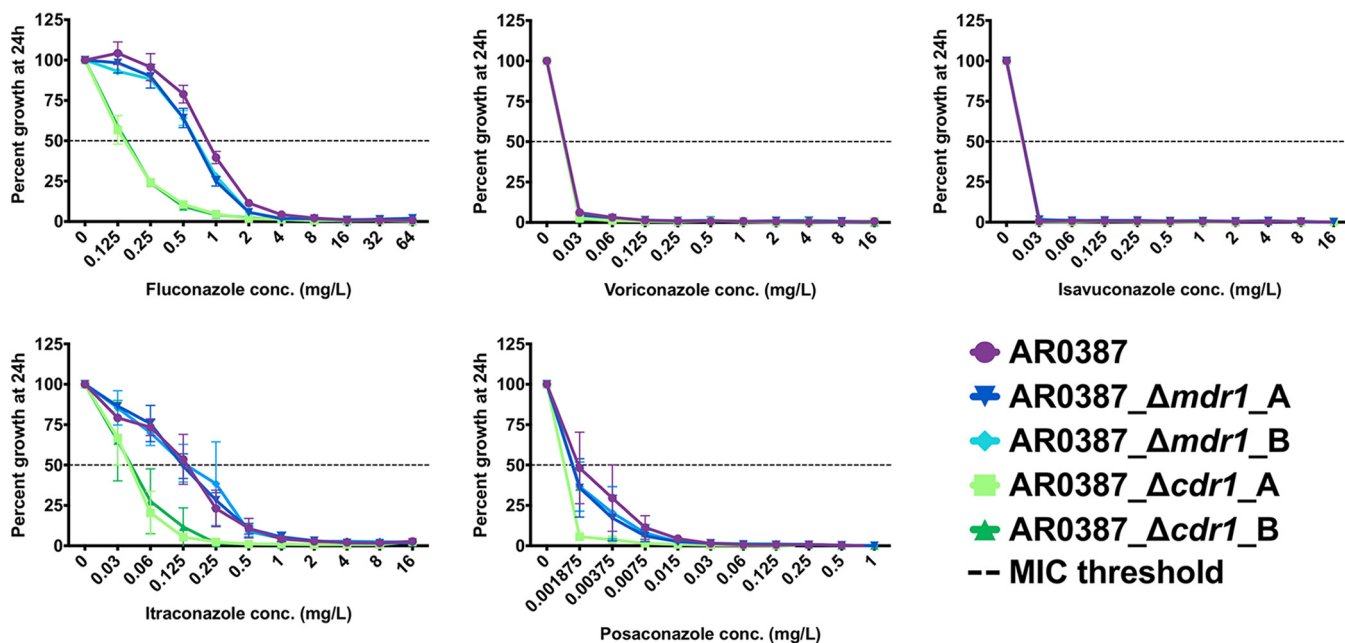 Percent growth at 24h
125
100
75
50
25
0
0 0.125 0.25 0.5 1 2 4 8 16 32 64
Fluconazole conc. (mg/L)
Percent growth at 24h
125
100
75
50
25
0
0 0.03 0.06 0.125 0.25 0.5 1 2 4 8 16
Voriconazole conc. (mg/L)
Percent growth at 24h
125
100
75
50
25
0
0 0.03 0.06 0.125 0.25 0.5 1 2 4 8 16
Isavuconazole conc. (mg/L)
Percent growth at 24h
125
100
75
50
25
0
0 0.03 0.06 0.125 0.25 0.5 1 2 4 8 16
Itraconazole conc. (mg/L)
Percent growth at 24h
125
100
75
50
25
0
0 0.001875 0.00375 0.0075 0.015 0.03 0.06 0.125 0.25 0.5 1
Posaconazole conc. (mg/L)
AR0387
AR0387_Δmdr1_A
AR0387_Δmdr1_B
AR0387_Δcdr1_A
AR0387_Δcdr1_B
MIC threshold